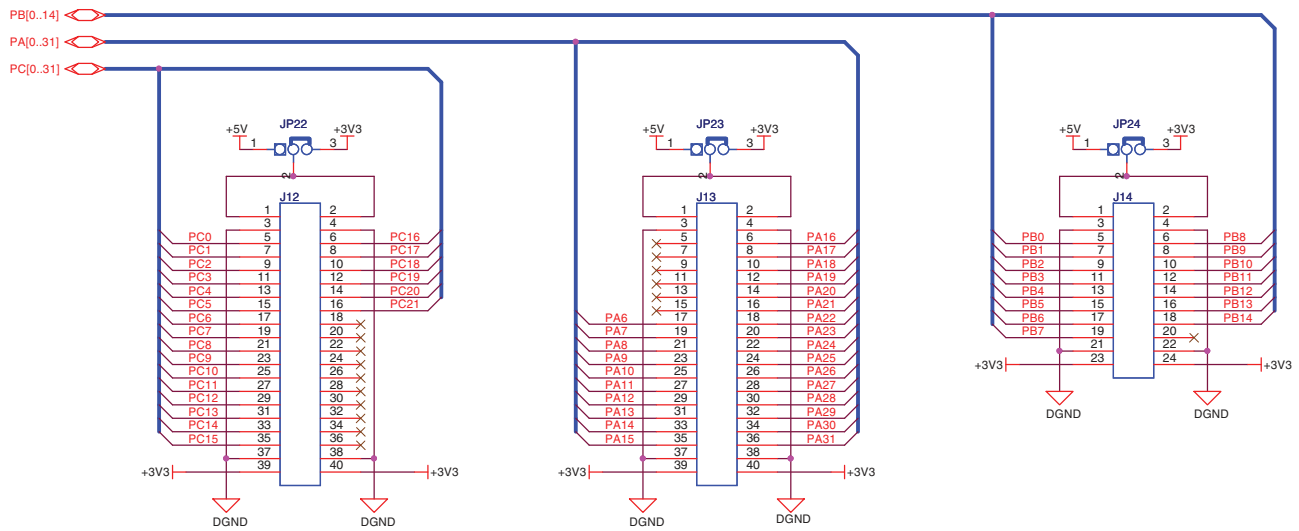 PB[0..14]
PA[0..31]
PC[0..31]
JP22 JP23 JP24
+5V 1 3 +3V3 +5V 1 3 +3V3 +5V 1 3 +3V3
2 2 2
J12 J13 J14
1 2 1 2 1 2
3 4 3 4 3 4
PC0 5 6 PC16 5 6 PA16 PB0 5 6 PB8
PC1 7 8 PC17 7 8 PA17 PB1 7 8 PB9
PC2 9 10 PC18 9 10 PA18 PB2 9 10 PB10
PC3 11 12 PC19 11 12 PA19 PB3 11 12 PB11
PC4 13 14 PC20 13 14 PA20 PB4 13 14 PB12
PC5 15 16 PC21 15 16 PA21 PB5 15 16 PB13
PC6 17 18 PA6 17 18 PA22 PB6 17 18 PB14
PC7 19 20 PA7 19 20 PA23 PB7 19 20
PC8 21 22 PA8 21 22 PA24 21 22
PC9 23 24 PA9 23 24 PA25 +3V3 23 24 +3V3
PC10 25 26 PA10 25 26 PA26
PC11 27 28 PA11 27 28 PA27
PC12 29 30 PA12 29 30 PA28 DGND DGND
PC13 31 32 PA13 31 32 PA29
PC14 33 34 PA14 33 34 PA30
PC15 35 36 PA15 35 36 PA31
37 38 37 38
+3V3 39 40 +3V3 +3V3 39 40 +3V3
DGND DGND DGND DGND